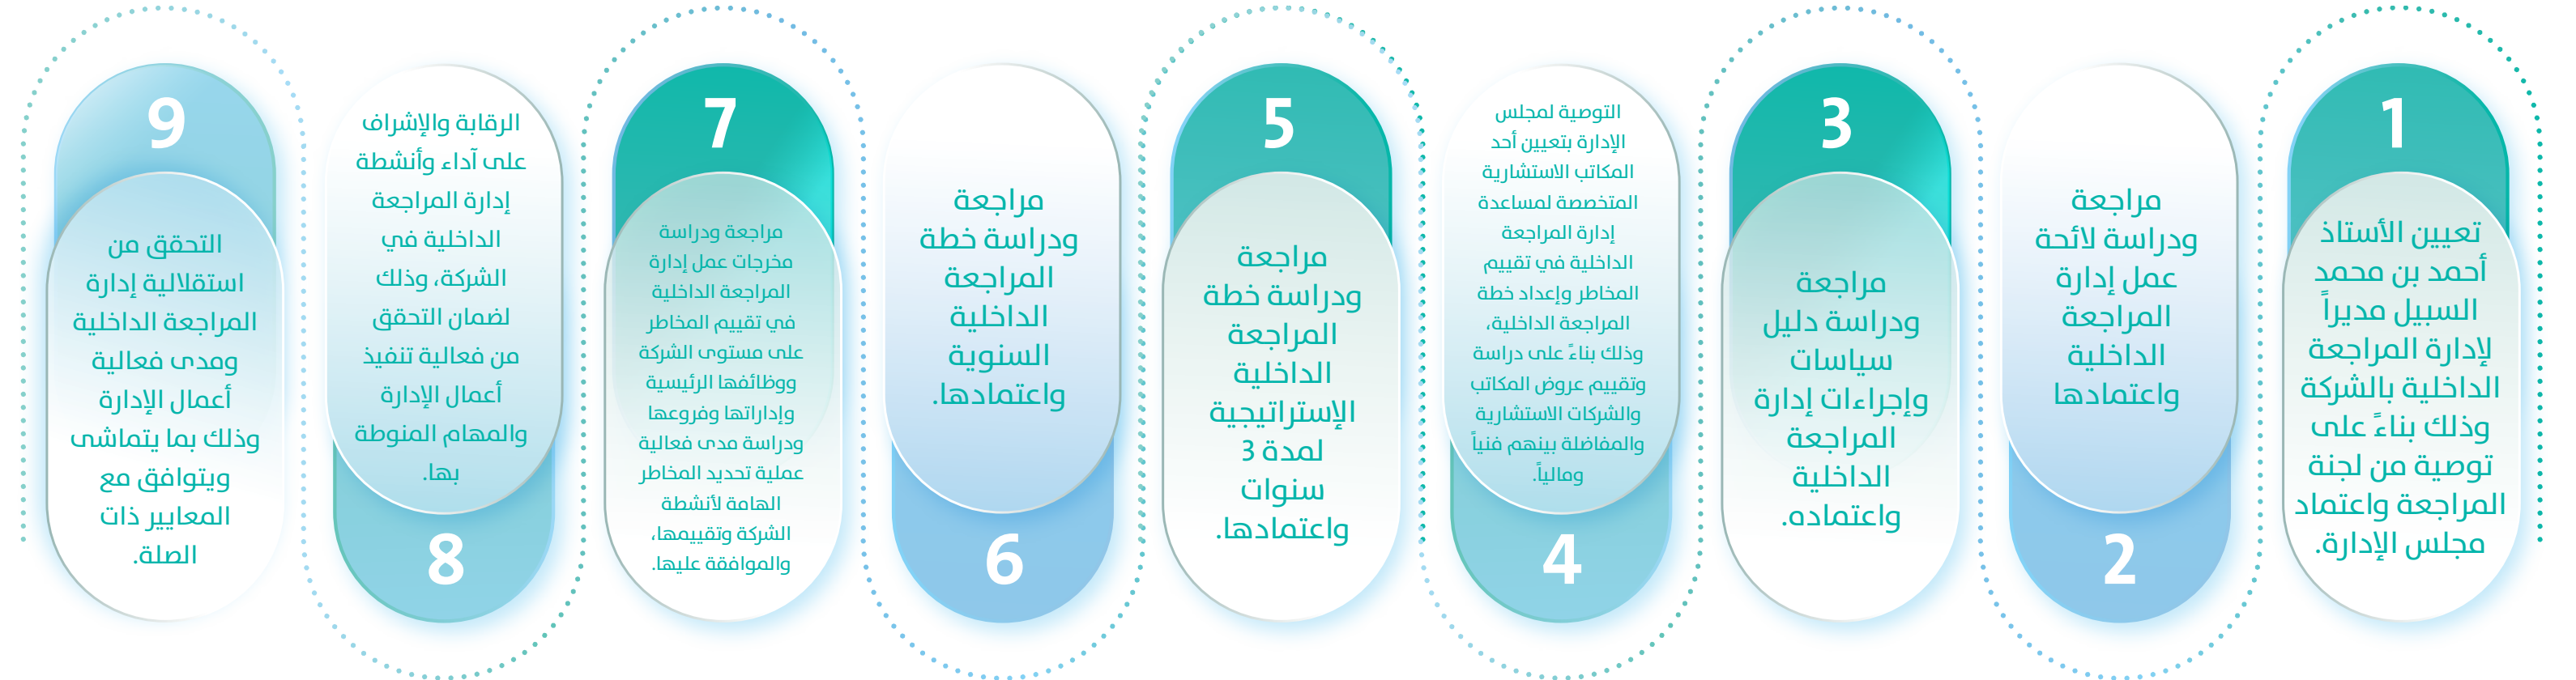 1
تعيين الأستاذ
أحمد بن محمد
السبيل مديراً
لإدارة المراجعة
الداخلية بالشركة
وذلك بناءً على
توصية من لجنة
المراجعة واعتماد
مجلس الإدارة.
مراجعة
ودراسة لائحة
عمل إدارة
المراجعة
الداخلية
واعتمادها
2
3
مراجعة
ودراسة دليل
سياسات
وإجراءات إدارة
المراجعة
الداخلية
واعتماده.
التوصية لمجلس
الإدارة بتعيين أحد
المكاتب الاستشارية
المتخصصة لمساعدة
إدارة المراجعة
الداخلية في تقييم
المخاطر وإعداد خطة
المراجعة الداخلية،
وذلك بناءً على دراسة
وتقييم عروض المكاتب
والشركات الاستشارية
والمفاضلة بينهم فنياً
ومالياً.
4
5
مراجعة
ودراسة خطة
المراجعة
الداخلية
الإستراتيجية
لمدة 3
سنوات
واعتمادها.
مراجعة
ودراسة خطة
المراجعة
الداخلية
السنوية
واعتمادها.
6
7
مراجعة ودراسة
مخرجات عمل إدارة
المراجعة الداخلية
في تقييم المخاطر
على مستوى الشركة
ووظائفها الرئيسية
وإداراتها وفروعها
ودراسة مدى فعالية
عملية تحديد المخاطر
الهامة لأنشطة
الشركة وتقييمها،
والموافقة عليها.
الرقابة والإشراف
على آداء وأنشطة
إدارة المراجعة
الداخلية في
الشركة، وذلك
لضمان التحقق
من فعالية تنفيذ
أعمال الإدارة
والمهام المنوطة
بها.
8
9
التحقق من
استقلالية إدارة
المراجعة الداخلية
ومدى فعالية
أعمال الإدارة
وذلك بما يتماشى
ويتوافق مع
المعايير ذات
الصلة.